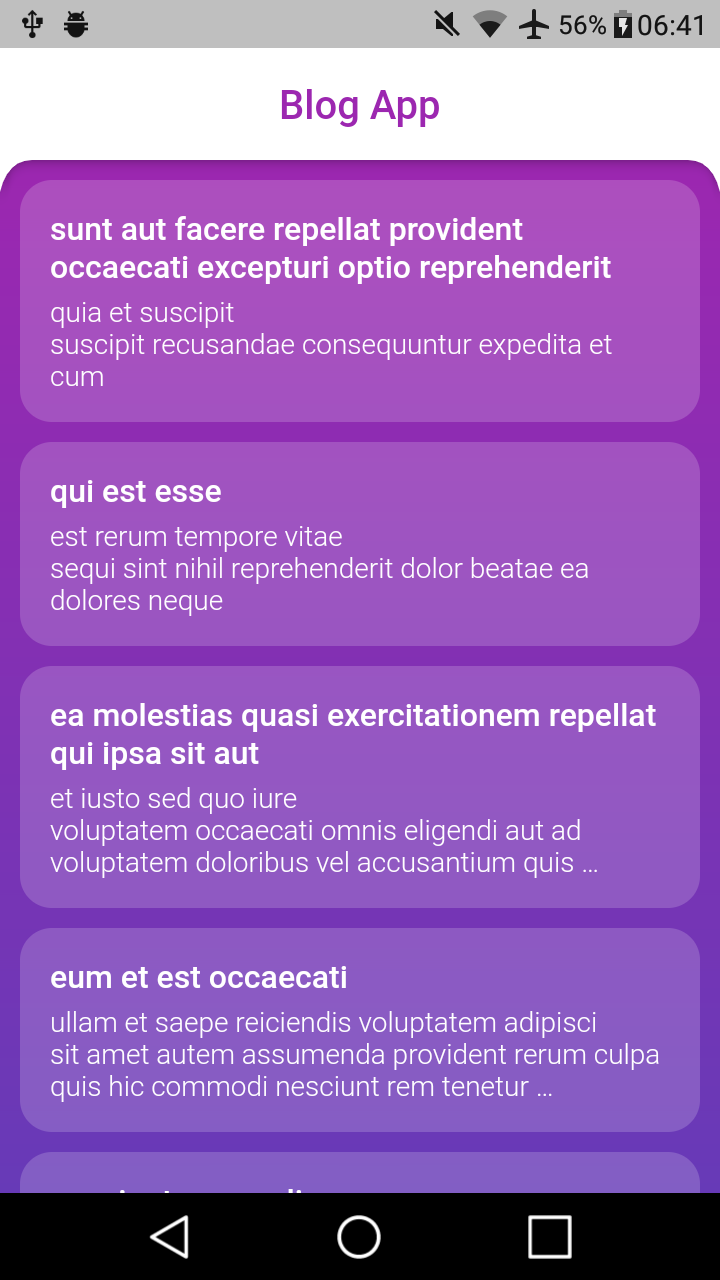 56% 06:41
Blog App
sunt aut facere repellat provident
occaecati excepturi optio reprehenderit
quia et suscipit
suscipit recusandae consequuntur expedita et
cum
qui est esse
est rerum tempore vitae
sequi sint nihil reprehenderit dolor beatae ea
dolores neque
ea molestias quasi exercitationem repellat
qui ipsa sit aut
et iusto sed quo iure
voluptatem occaecati omnis eligendi aut ad
voluptatem doloribus vel accusantium quis ...
eum et est occaecati
ullam et saepe reiciendis voluptatem adipisci
sit amet autem assumenda provident rerum culpa
quis hic commodi nesciunt rem tenetur ...